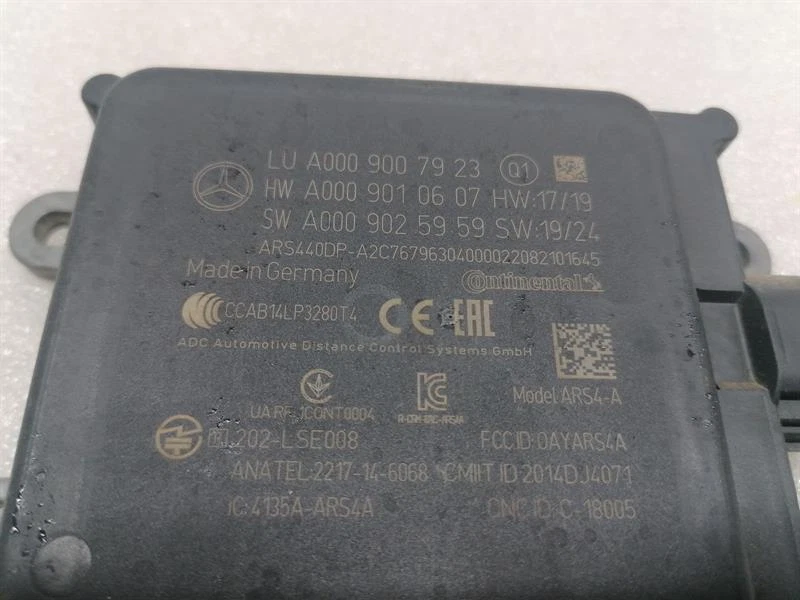 LU A000 900 79 23 Q1
HW A000 901 06 07 HW:17/19
SW A000 902 59 59 SW:19/24
ARS440DP-A2C76796304000022082101645
Made in Germany Continental
CCAB14LP3280T4 CE EAC
ADC Automotive Distance Control Systems GmbH
Model ARS4-A
UA RF: 1CONT0004
202-LSE008 FCC ID: OAYARS4A
ANATEL: 2217-14-6068 CMIIT ID: 2014DJ4071
IC: 4135A-ARS4A CNC ID: C-18005